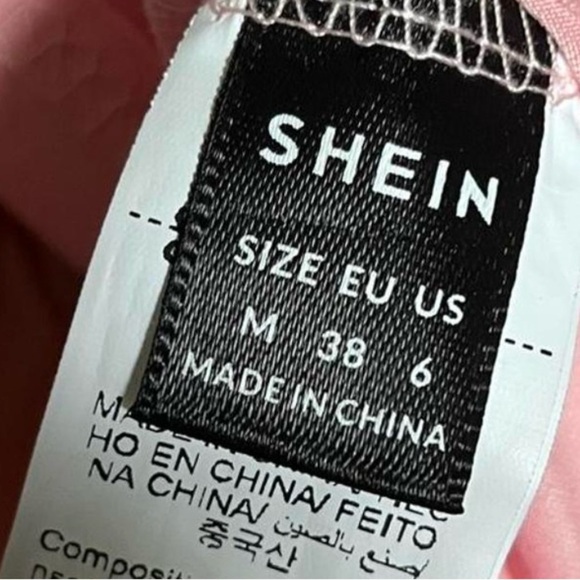 SHEIN
SIZE EU US
M 38 6
MADE IN CHINA
HO EN CHINA/ FEITO
NA CHINA/ صنع بالصين/
중국산